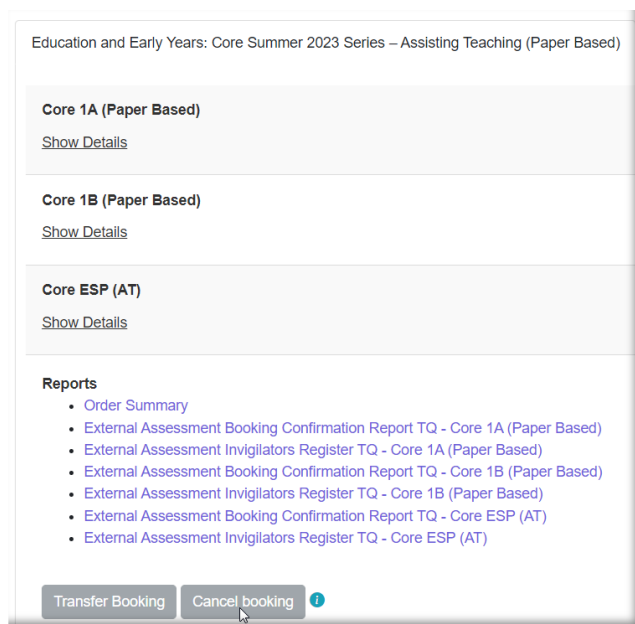 Education and Early Years: Core Summer 2023 Series – Assisting Teaching (Paper Based)
Core 1A (Paper Based)
Show Details
Core 1B (Paper Based)
Show Details
Core ESP (AT)
Show Details
Reports
Order Summary
External Assessment Booking Confirmation Report TQ - Core 1A (Paper Based)
External Assessment Invigilators Register TQ - Core 1A (Paper Based)
External Assessment Booking Confirmation Report TQ - Core 1B (Paper Based)
External Assessment Invigilators Register TQ - Core 1B (Paper Based)
External Assessment Booking Confirmation Report TQ - Core ESP (AT)
External Assessment Invigilators Register TQ - Core ESP (AT)
Transfer Booking Cancel booking i